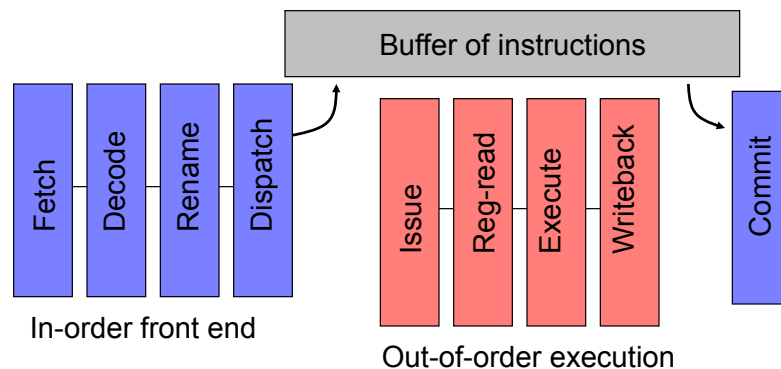 Buffer of instructions
Fetch
Decode
Rename
Dispatch
Issue
Reg-read
Execute
Writeback
Commit
In-order front end
Out-of-order execution